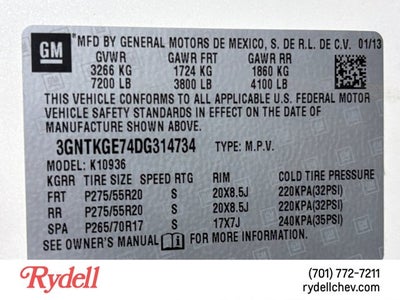 GM
MFD BY GENERAL MOTORS DE MEXICO, S. DE R.L. DE C.V. 01/13
GVWR GAWR FRT GAWR RR
3266 KG 1724 KG 1860 KG
7200 LB 3800 LB 4100 LB
THIS VEHICLE CONFORMS TO ALL APPLICABLE U.S. FEDERAL MOTOR
VEHICLE SAFETY STANDARDS IN EFFECT ON THE DATE OF
MANUFACTURE SHOWN ABOVE.
3GNTKGE74DG314734 TYPE: M.P.V.
MODEL: K10936
KGRR TIRE SIZE SPEED RTG RIM COLD TIRE PRESSURE
FRT P275/55R20 S 20X8.5J 220KPA(32PSI)
RR P275/55R20 S 20X8.5J 220KPA(32PSI)
SPA P265/70R17 S 17X7J 240KPA(35PSI)
SEE OWNER'S MANUAL FOR MORE INFORMATION.
Rydell
(701) 772-7211
rydellchev.com